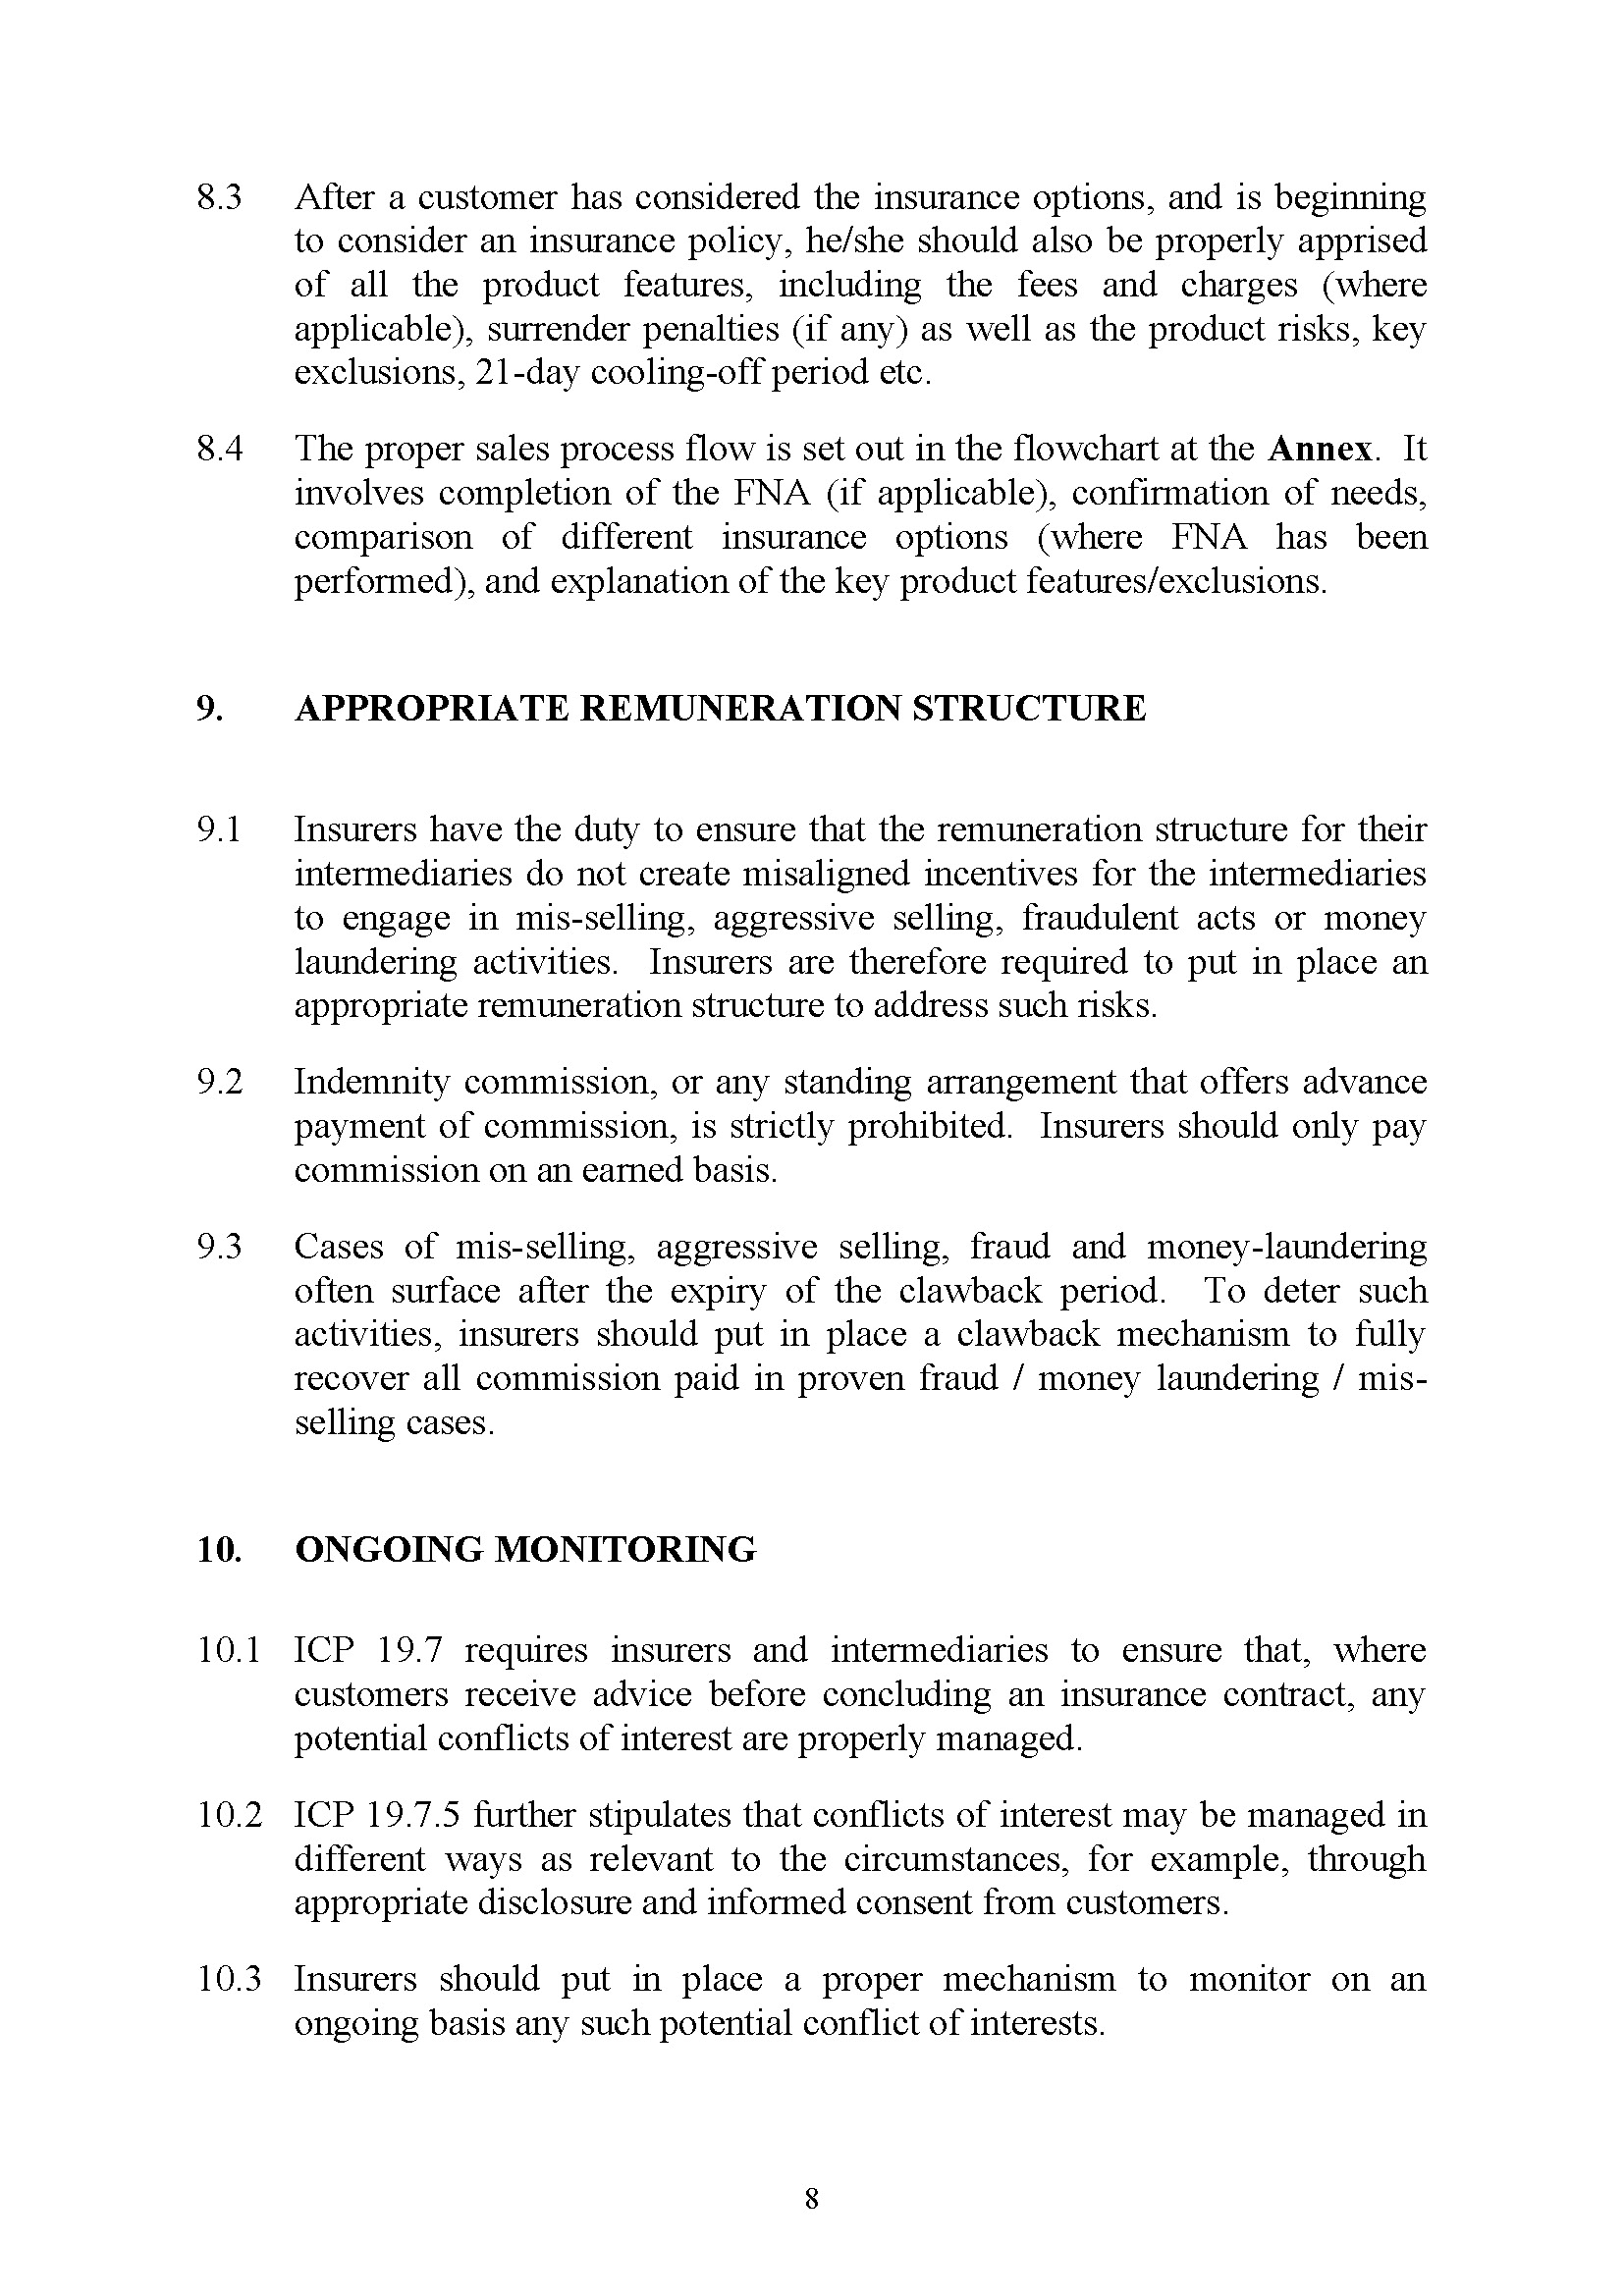 8.3 After a customer has considered the insurance options, and is beginning
to consider an insurance policy, he/she should also be properly apprised
of all the product features, including the fees and charges (where
applicable), surrender penalties (if any) as well as the product risks, key
exclusions, 21-day cooling-off period etc.
8.4 The proper sales process flow is set out in the flowchart at the Annex. It
involves completion of the FNA (if applicable), confirmation of needs,
comparison of different insurance options (where FNA has been
performed), and explanation of the key product features/exclusions.
9. APPROPRIATE REMUNERATION STRUCTURE
9.1 Insurers have the duty to ensure that the remuneration structure for their
intermediaries do not create misaligned incentives for the intermediaries
to engage in mis-selling, aggressive selling, fraudulent acts or money
laundering activities. Insurers are therefore required to put in place an
appropriate remuneration structure to address such risks.
9.2 Indemnity commission, or any standing arrangement that offers advance
payment of commission, is strictly prohibited. Insurers should only pay
commission on an earned basis.
9.3 Cases of mis-selling, aggressive selling, fraud and money-laundering
often surface after the expiry of the clawback period. To deter such
activities, insurers should put in place a clawback mechanism to fully
recover all commission paid in proven fraud / money laundering / mis-
selling cases.
10. ONGOING MONITORING
10.1 ICP 19.7 requires insurers and intermediaries to ensure that, where
customers receive advice before concluding an insurance contract, any
potential conflicts of interest are properly managed.
10.2 ICP 19.7.5 further stipulates that conflicts of interest may be managed in
different ways as relevant to the circumstances, for example, through
appropriate disclosure and informed consent from customers.
10.3 Insurers should put in place a proper mechanism to monitor on an
ongoing basis any such potential conflict of interests.
8